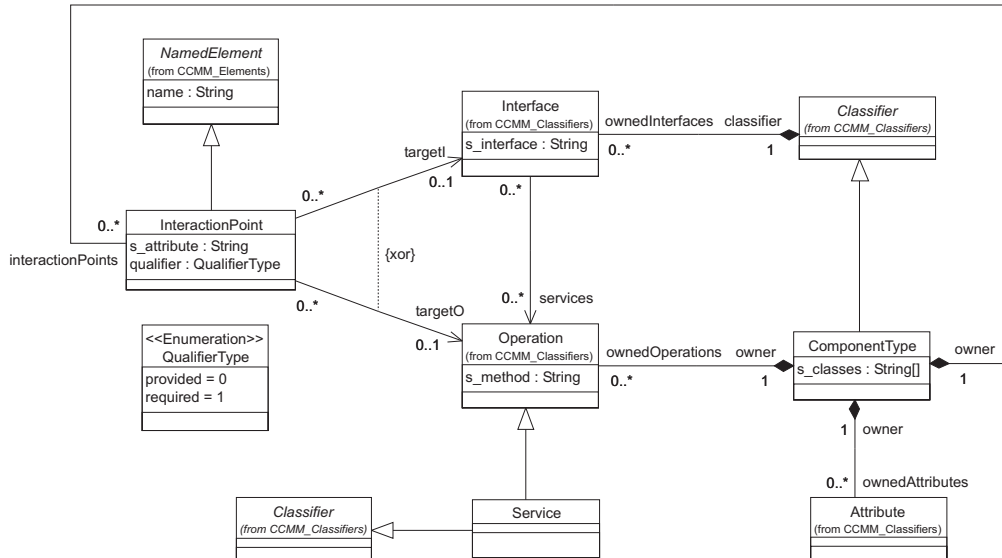 NamedElement
(from CCMM_Elements)
name : String
Interface
(from CCMM_Classifiers)
s_interface : String
ownedInterfaces classifier
0..* 1
Classifier
(from CCMM_Classifiers)
targetI
0..* 0..1
0..*
0..*
interactionPoints
InteractionPoint
s_attribute : String
qualifier : QualifierType
{xor}
0..* targetO
0..1
0..* services
<<Enumeration>>
QualifierType
provided = 0
required = 1
Operation
(from CCMM_Classifiers)
s_method : String
ownedOperations owner
0..* 1
ComponentType
s_classes : String[]
owner
1
1 owner
0..* ownedAttributes
Classifier
(from CCMM_Classifiers)
Service
Attribute
(from CCMM_Classifiers)